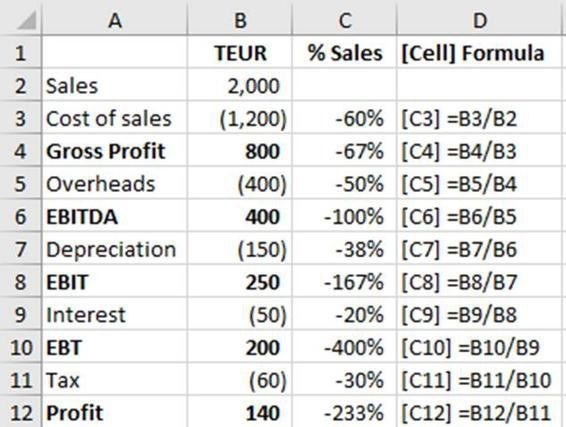 A B C D
1 TEUR % Sales [Cell] Formula
2 Sales 2,000
3 Cost of sales (1,200) -60% [C3] =B3/B2
4 Gross Profit 800 -67% [C4] =B4/B3
5 Overheads (400) -50% [C5] =B5/B4
6 EBITDA 400 -100% [C6] =B6/B5
7 Depreciation (150) -38% [C7] =B7/B6
8 EBIT 250 -167% [C8] =B8/B7
9 Interest (50) -20% [C9] =B9/B8
10 EBT 200 -400% [C10] =B10/B9
11 Tax (60) -30% [C11] =B11/B10
12 Profit 140 -233% [C12] =B12/B11